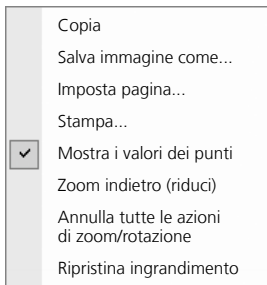 Copia
Salva immagine come...
Imposta pagina...
Stampa...
Mostra i valori dei punti
Zoom indietro (riduci)
Annulla tutte le azioni
di zoom/rotazione
Ripristina ingrandimento